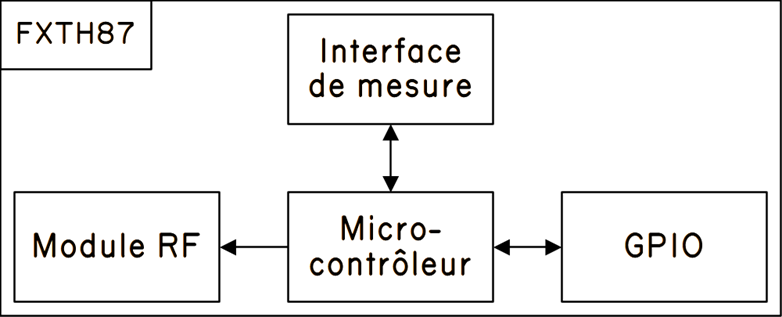 FXTH87
Interface
de mesure
Module RF
Micro-
contrôleur
GPIO